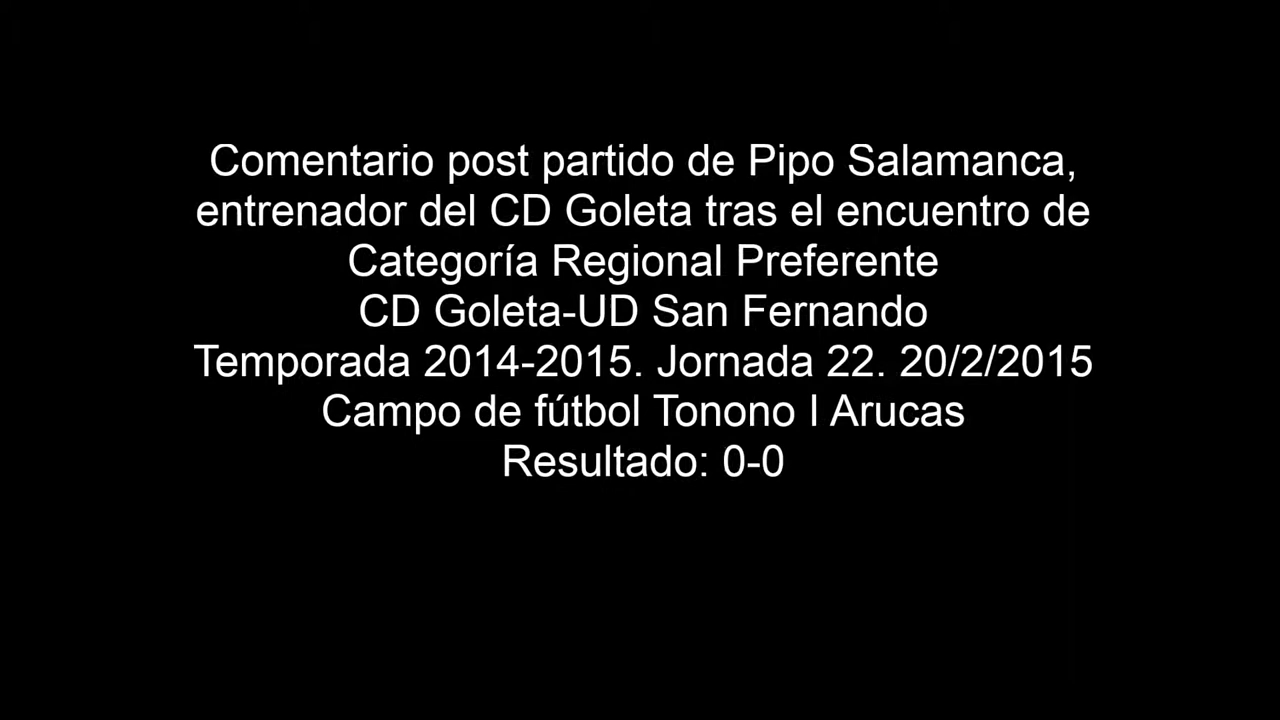 Comentario post partido de Pipo Salamanca,
entrenador del CD Goleta tras el encuentro de
Categoría Regional Preferente
CD Goleta-UD San Fernando
Temporada 2014-2015. Jornada 22. 20/2/2015
Campo de fútbol Tonono I Arucas
Resultado: 0-0